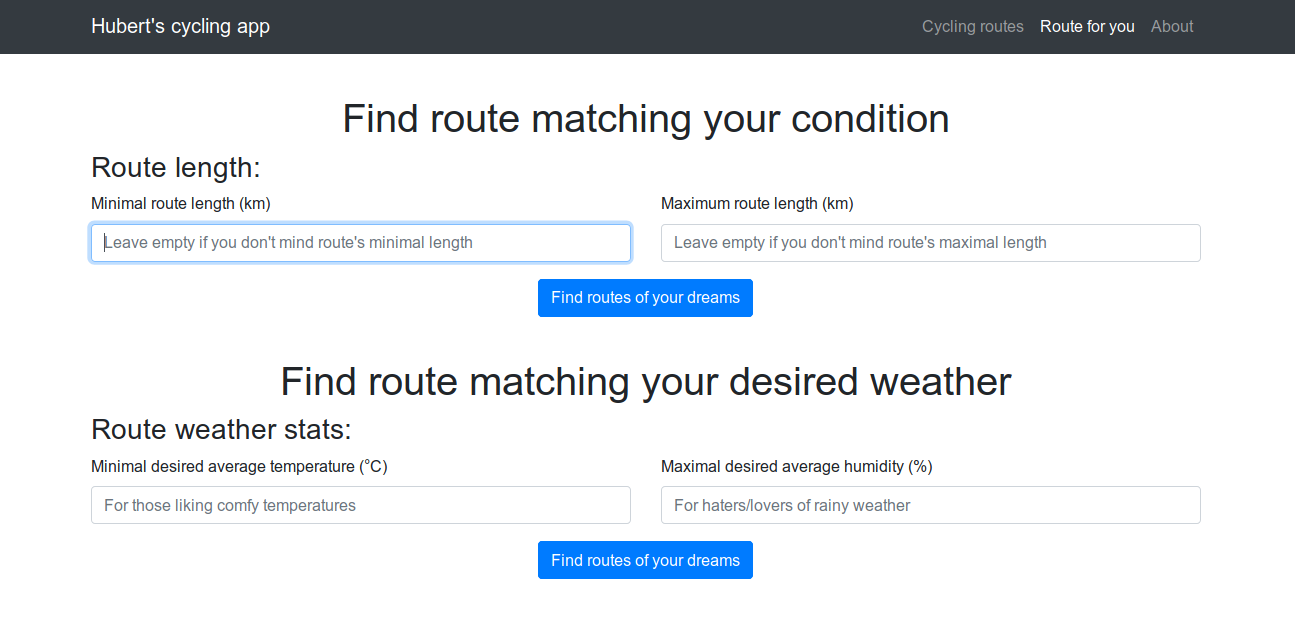 Hubert's cycling app
Cycling routes Route for you About
Find route matching your condition
Route length:
Minimal route length (km)
Maximum route length (km)
Leave empty if you don't mind route's minimal length
Leave empty if you don't mind route's maximal length
Find routes of your dreams
Find route matching your desired weather
Route weather stats:
Minimal desired average temperature (°C)
Maximal desired average humidity (%)
For those liking comfy temperatures
For haters/lovers of rainy weather
Find routes of your dreams